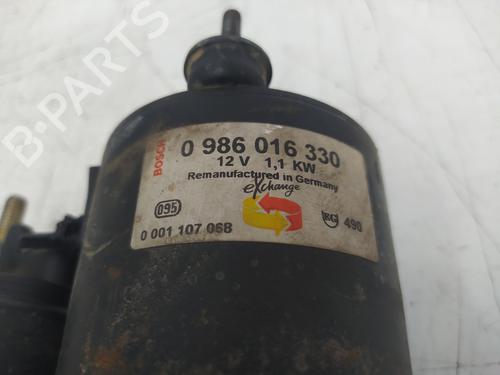 BOSCH
0 986 016 330
12 V 1,1 KW
Remanufactured in Germany
eXchange
095
0 001 107 068
EG 490
B-Parts